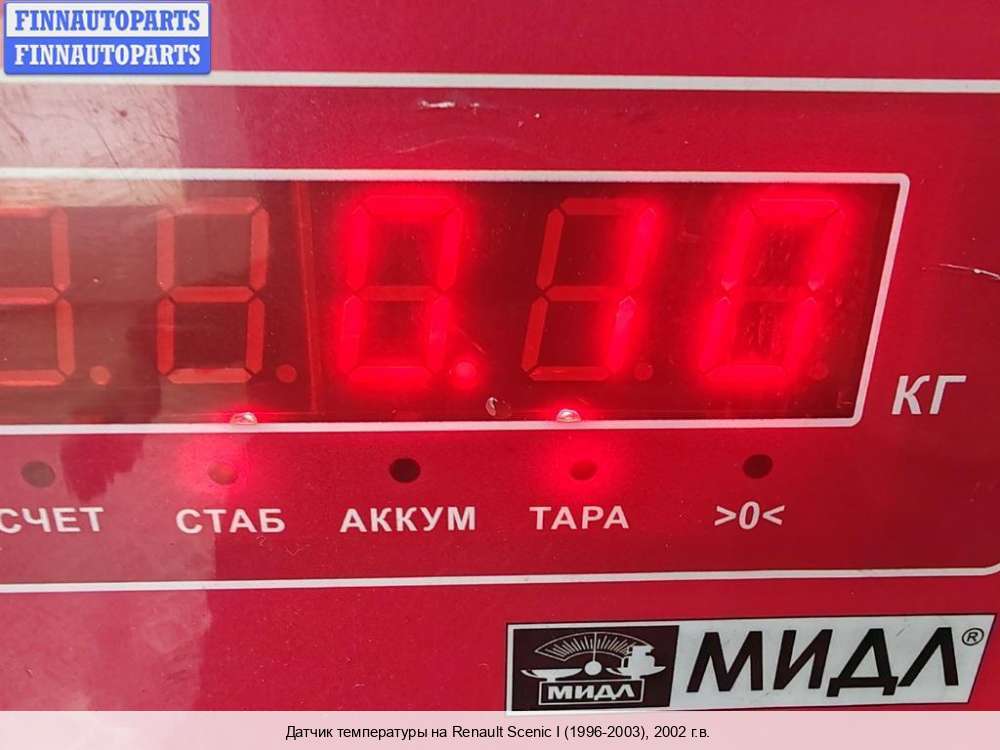 FINNAUTOPARTS
FINNAUTOPARTS
0.10
КГ
СЧЕТ СТАБ АККУМ ТАРА >0<
МИДЛ МИДЛ®
Датчик температуры на Renault Scenic I (1996-2003), 2002 г.в.